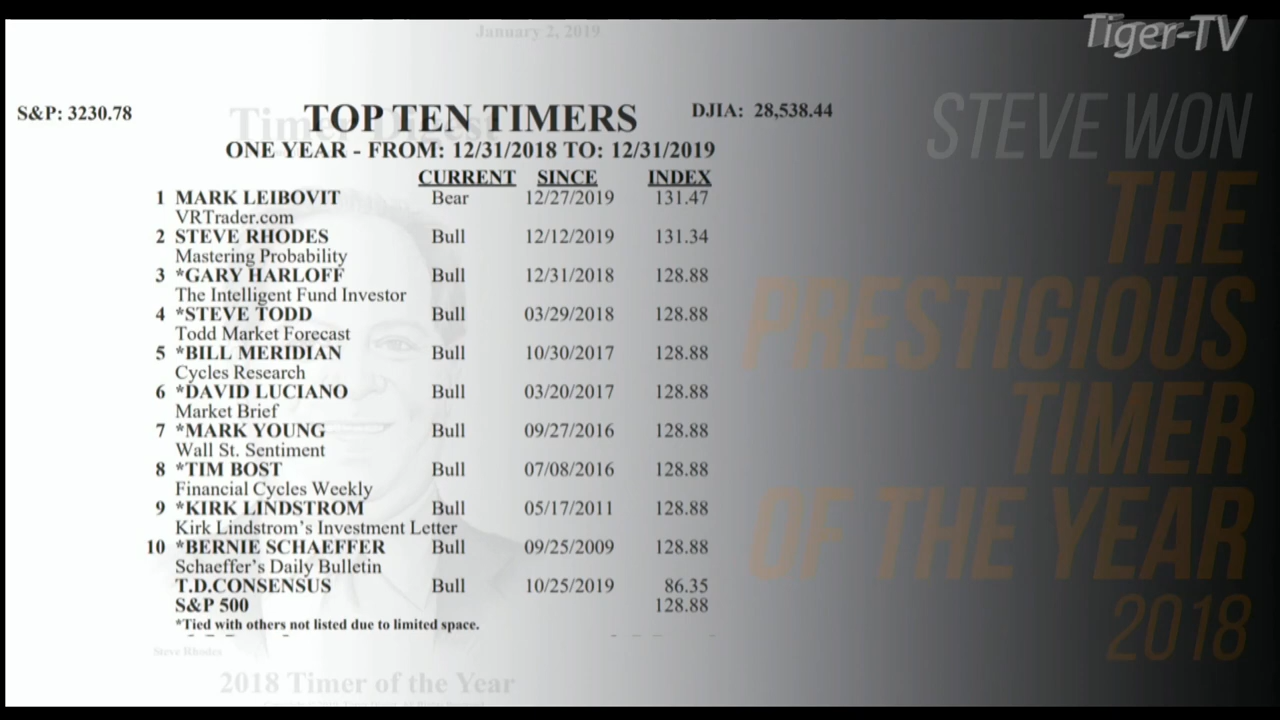 January 2, 2019
Tiger-TV
S&P: 3230.78
Timer Digest
TOP TEN TIMERS
DJIA: 28,538.44
ONE YEAR - FROM: 12/31/2018 TO: 12/31/2019
CURRENT SINCE INDEX
1 MARK LEIBOVIT Bear 12/27/2019 131.47
VRTrader.com
2 STEVE RHODES Bull 12/12/2019 131.34
Mastering Probability
3 *GARY HARLOFF Bull 12/31/2018 128.88
The Intelligent Fund Investor
4 *STEVE TODD Bull 03/29/2018 128.88
Todd Market Forecast
5 *BILL MERIDIAN Bull 10/30/2017 128.88
Cycles Research
6 *DAVID LUCIANO Bull 03/20/2017 128.88
Market Brief
7 *MARK YOUNG Bull 09/27/2016 128.88
Wall St. Sentiment
8 *TIM BOST Bull 07/08/2016 128.88
Financial Cycles Weekly
9 *KIRK LINDSTROM Bull 05/17/2011 128.88
Kirk Lindstrom's Investment Letter
10 *BERNIE SCHAEFFER Bull 09/25/2009 128.88
Schaeffer's Daily Bulletin
T.D.CONSENSUS Bull 10/25/2019 86.35
S&P 500 128.88
*Tied with others not listed due to limited space.
Steve Rhodes
2018 Timer of the Year
STEVE WON
THE
PRESTIGIOUS
TIMER
OF THE YEAR
2018